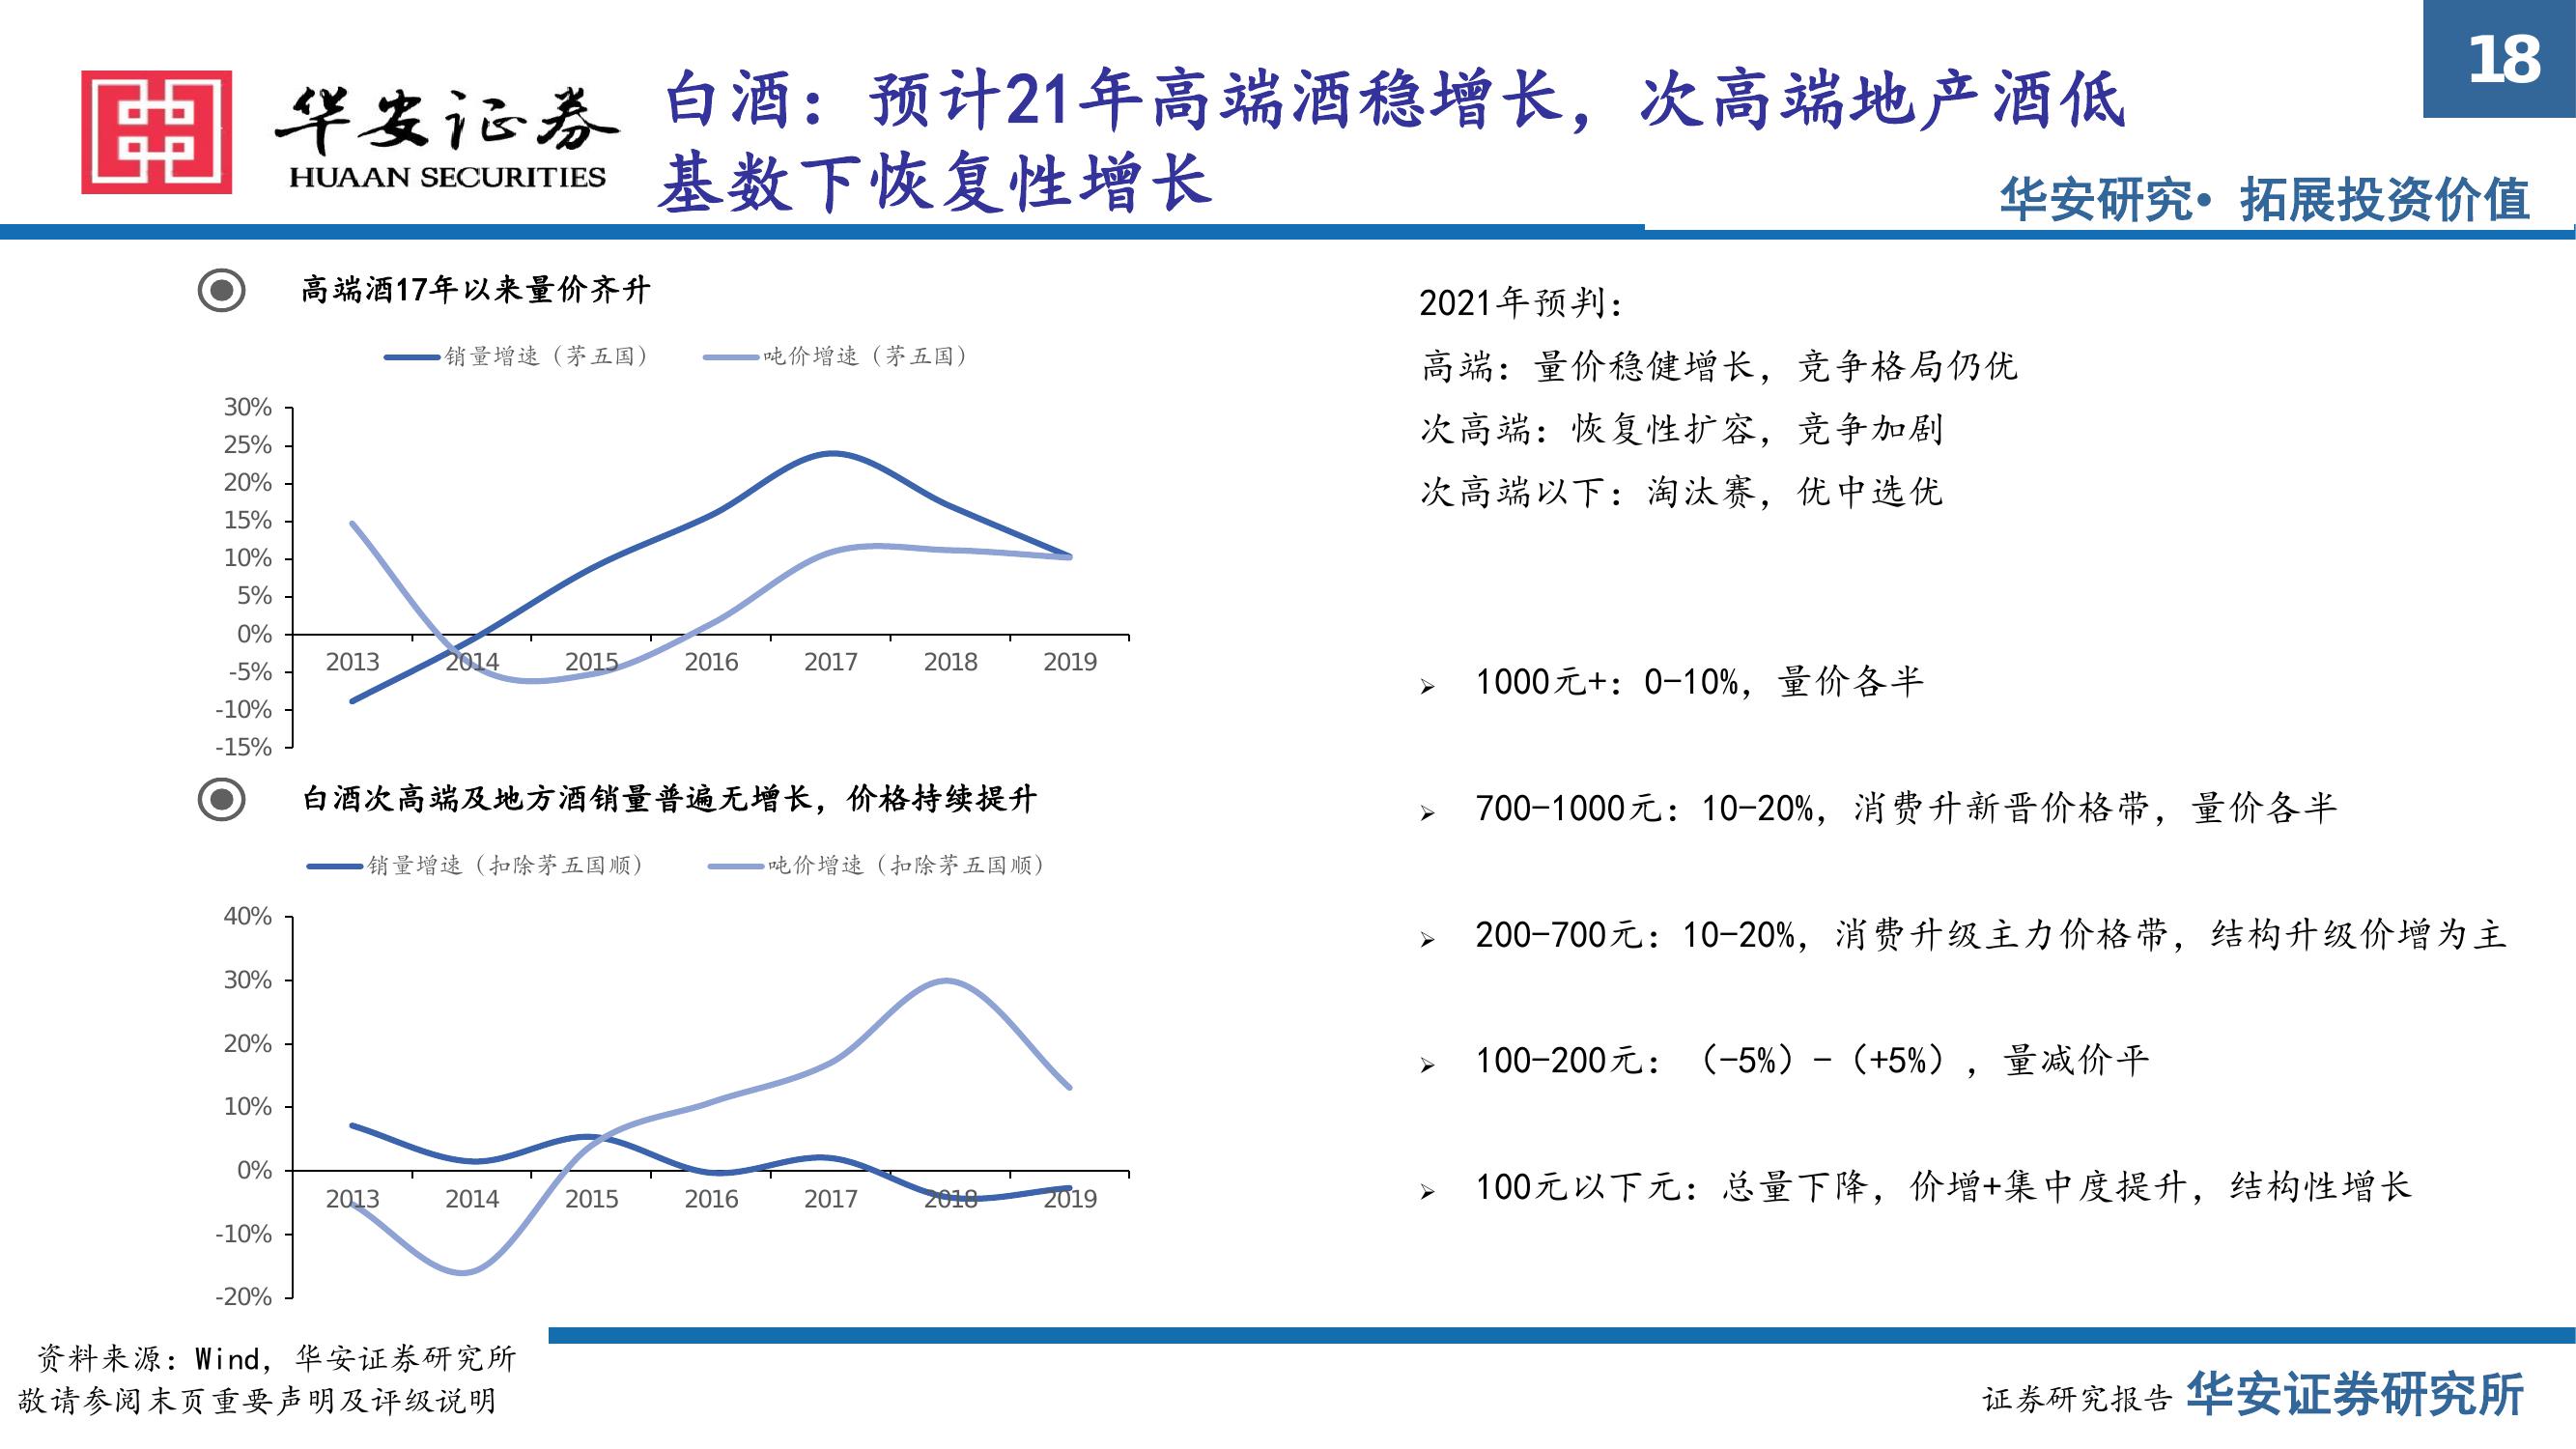 18
华安证券
HUAAN SECURITIES
白酒：预计21年高端酒稳增长，次高端地产酒低
基数下恢复性增长
华安研究• 拓展投资价值
高端酒17年以来量价齐升
销量增速（茅五国） 吨价增速（茅五国）
30%
25%
20%
15%
10%
5%
0%
-5%
-10%
-15%
2013 2014 2015 2016 2017 2018 2019
白酒次高端及地方酒销量普遍无增长，价格持续提升
销量增速（扣除茅五国顺） 吨价增速（扣除茅五国顺）
40%
30%
20%
10%
0%
-10%
-20%
2013 2014 2015 2016 2017 2018 2019
2021年预判：
高端：量价稳健增长，竞争格局仍优
次高端：恢复性扩容，竞争加剧
次高端以下：淘汰赛，优中选优
➢ 1000元+：0-10%，量价各半
➢ 700-1000元：10-20%，消费升新晋价格带，量价各半
➢ 200-700元：10-20%，消费升级主力价格带，结构升级价增为主
➢ 100-200元：（-5%）-（+5%），量减价平
➢ 100元以下元：总量下降，价增+集中度提升，结构性增长
资料来源：Wind，华安证券研究所
敬请参阅末页重要声明及评级说明
证券研究报告 华安证券研究所